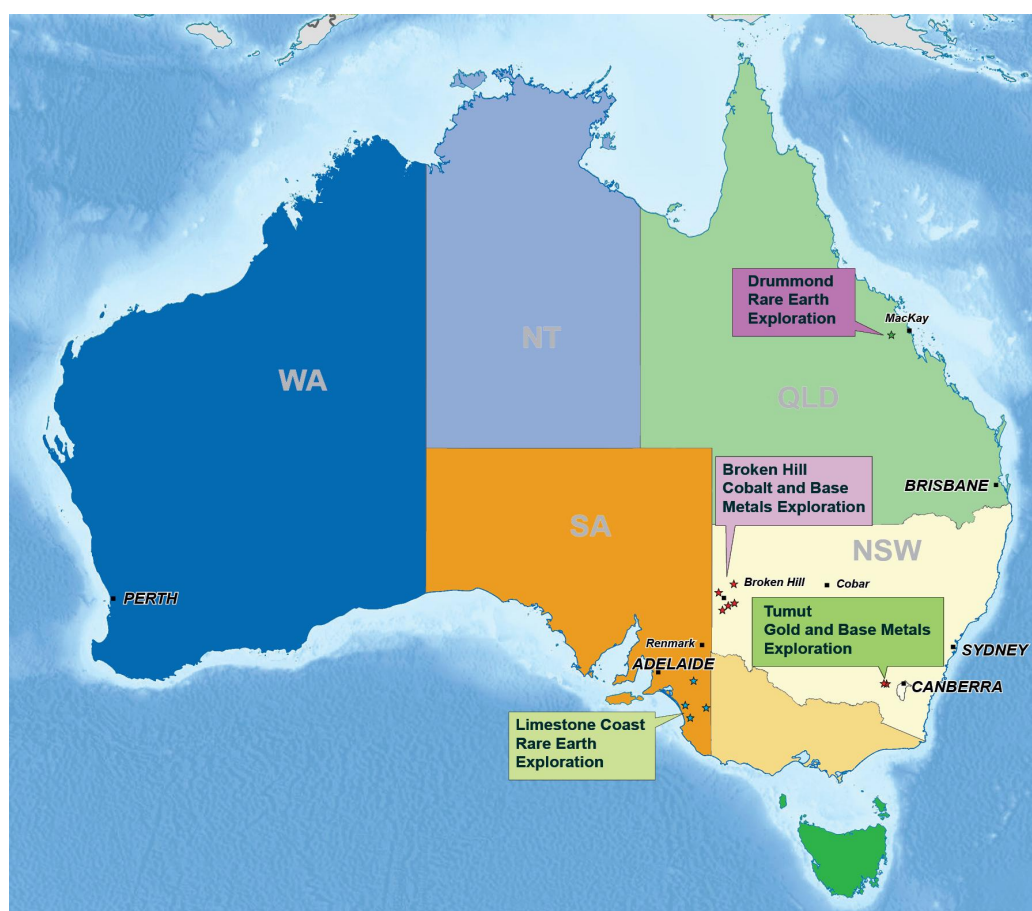 Drummond
Rare Earth
Exploration
MacKay
NT
WA
QLD
Broken Hill
Cobalt and Base
Metals Exploration
BRISBANE
SA
NSW
Broken Hill
Cobar
PERTH
Tumut
Gold and Base Metals
Exploration
Renmark
SYDNEY
ADELAIDE
CANBERRA
Limestone Coast
Rare Earth
Exploration